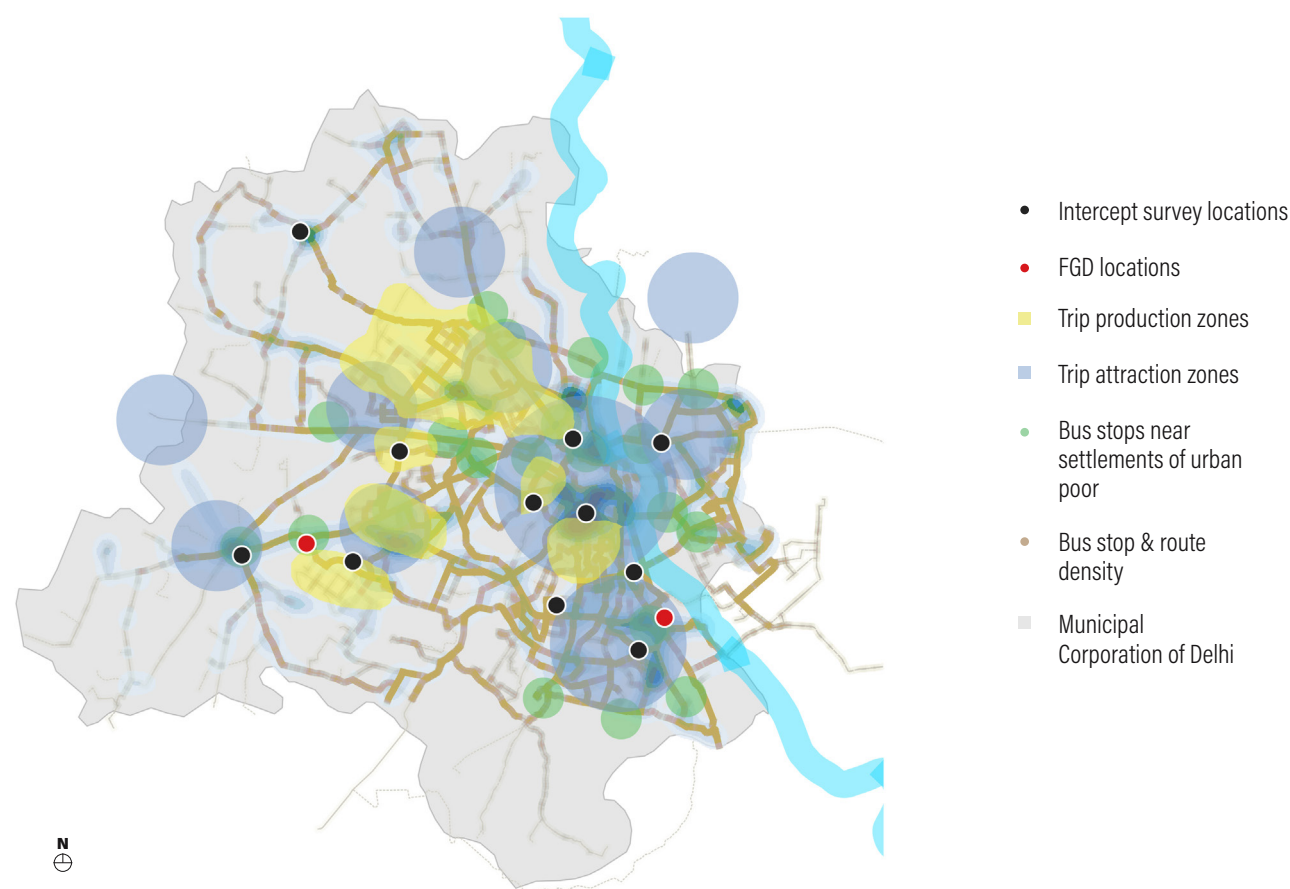 Intercept survey locations
FGD locations
Trip production zones
Trip attraction zones
Bus stops near
settlements of urban
poor
Bus stop & route
density
Municipal
Corporation of Delhi
N